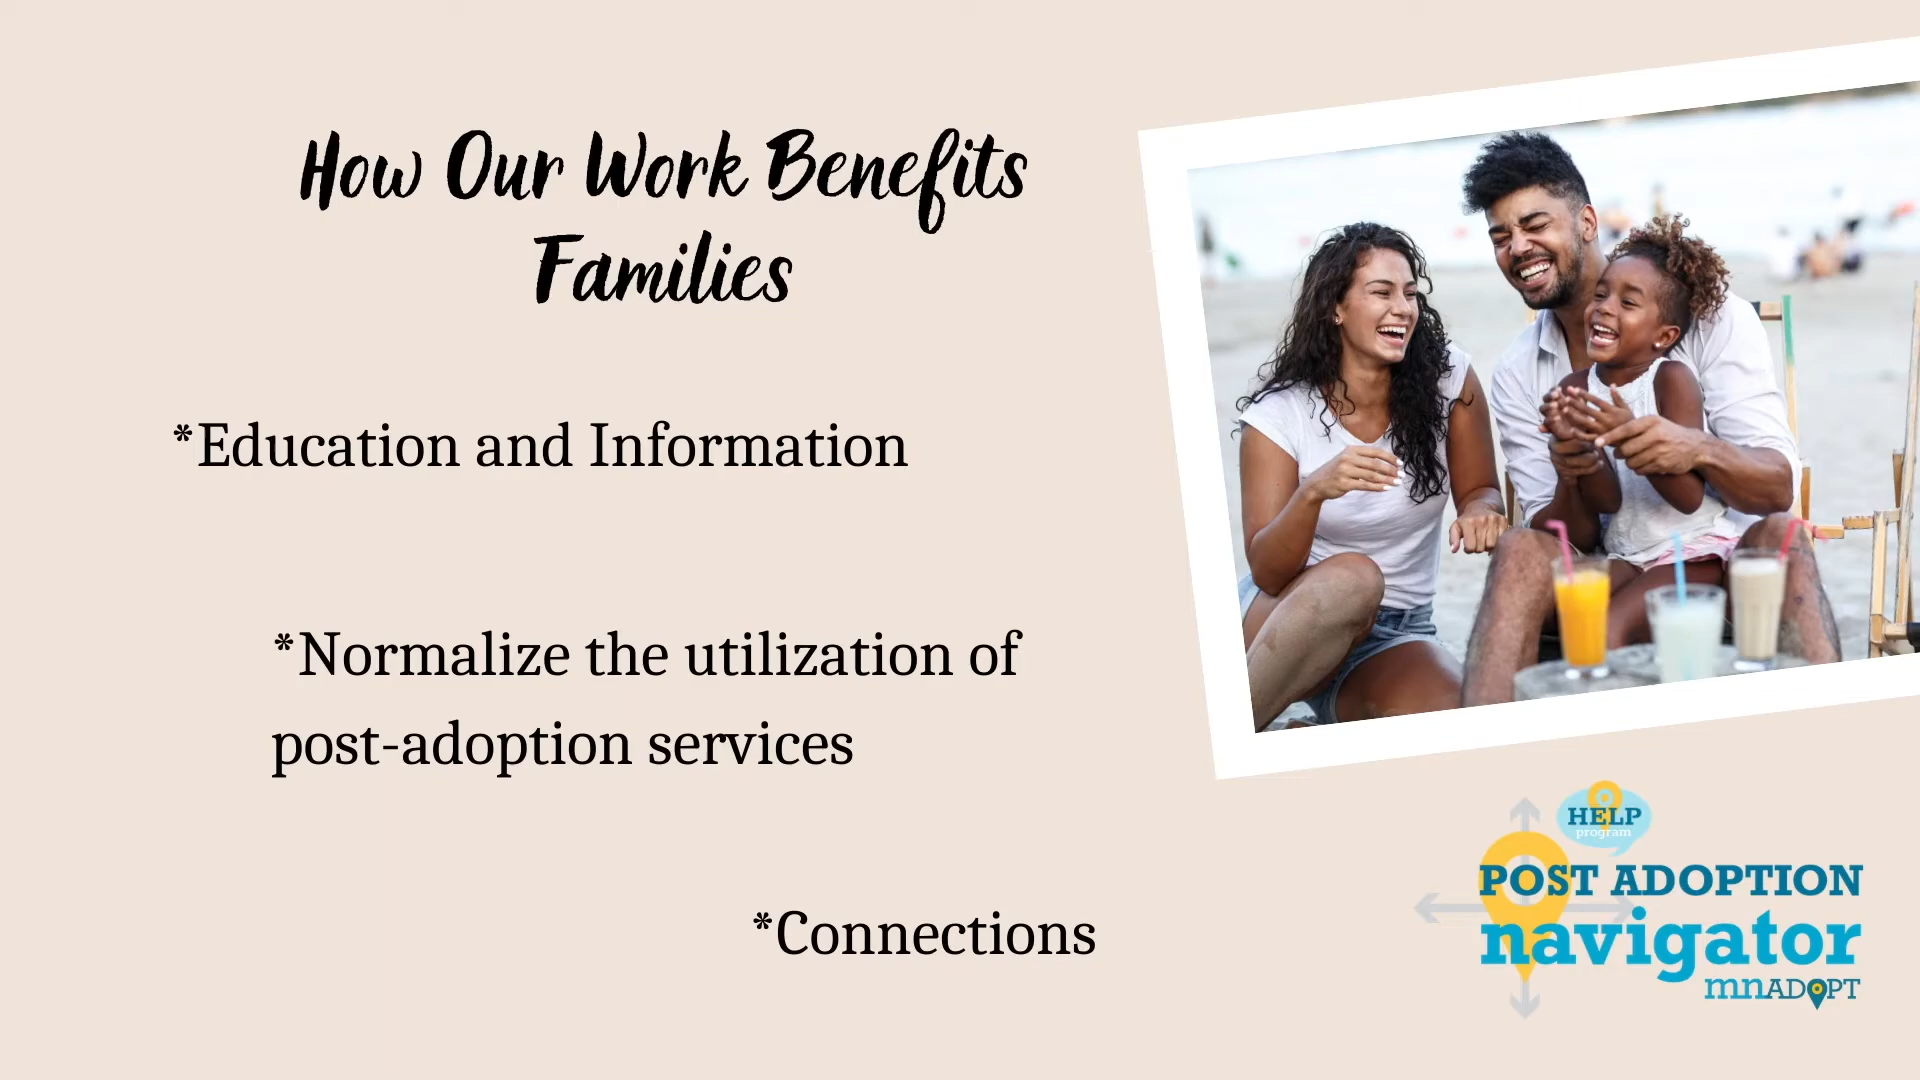 How Our Work Benefits
Families
*Education and Information
*Normalize the utilization of
post-adoption services
*Connections
HELP
program
POST ADOPTION
navigator
mnADOPT